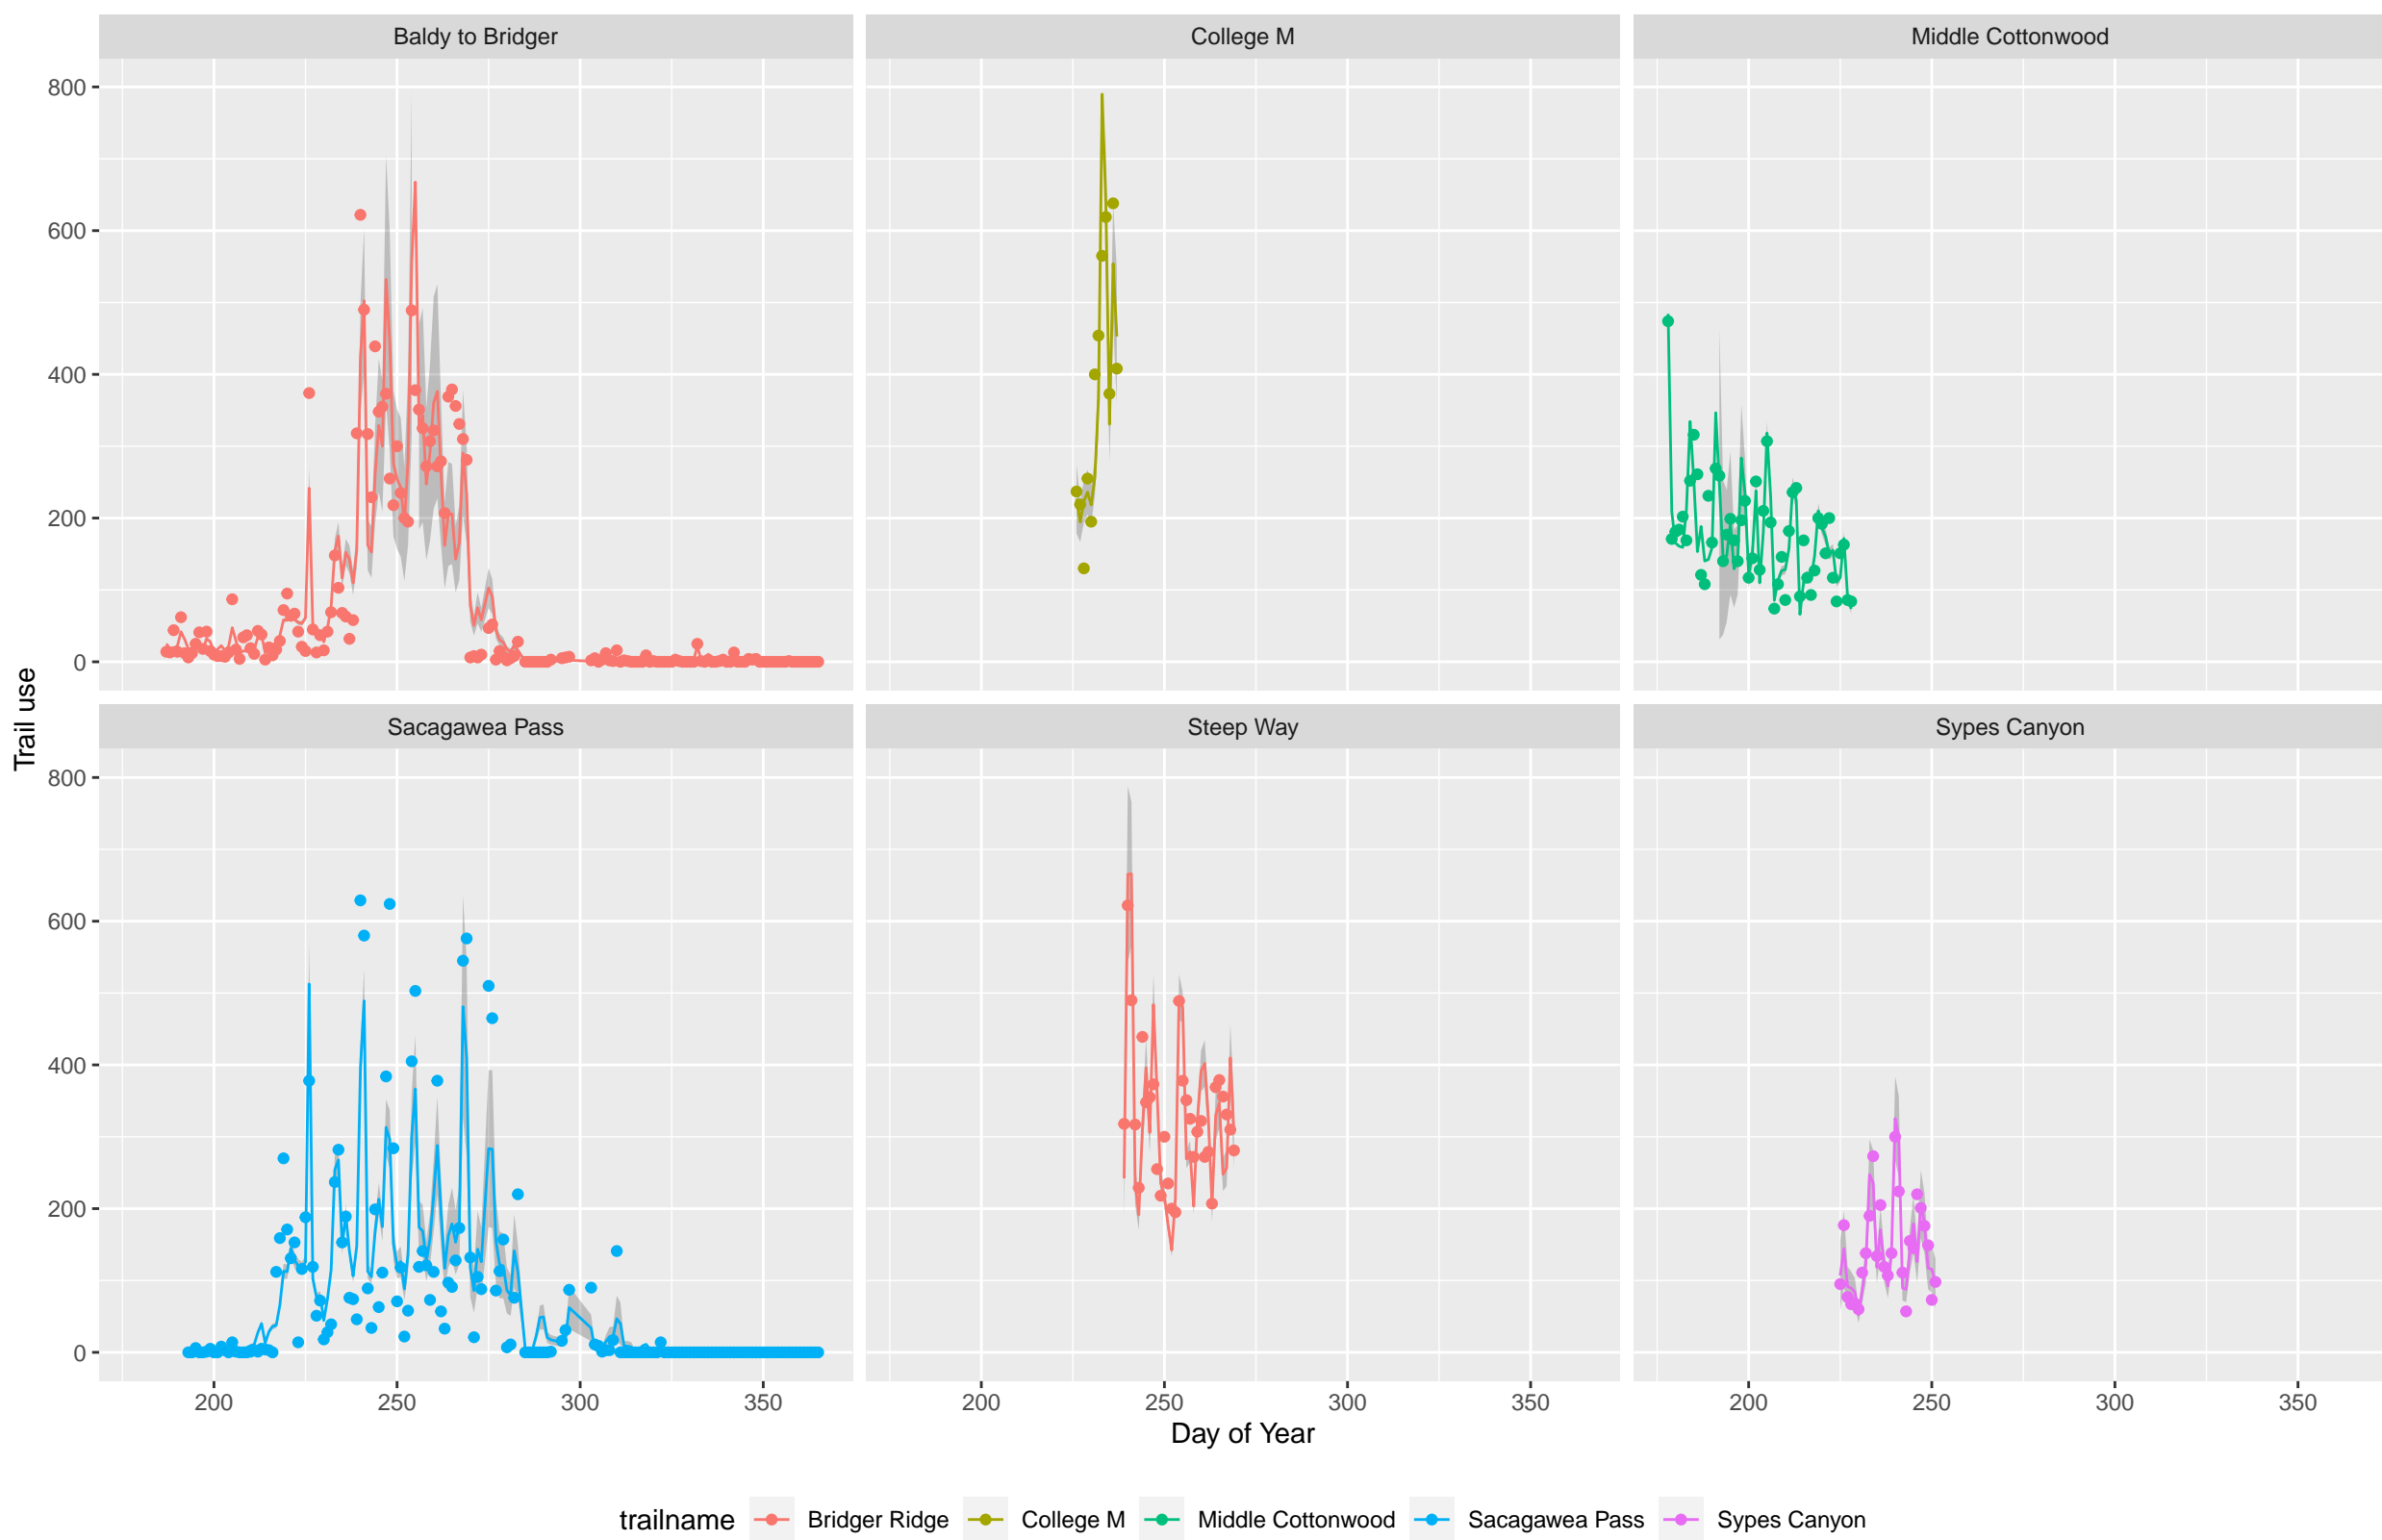 Baldy to Bridger
College M
Middle Cottonwood
800
600
400
200
0
Trail use
Sacagawea Pass
Steep Way
Sypes Canyon
800
600
400
200
0
200 250 300 350
200 250 300 350
200 250 300 350
Day of Year
trailname Bridger Ridge College M Middle Cottonwood Sacagawea Pass Sypes Canyon